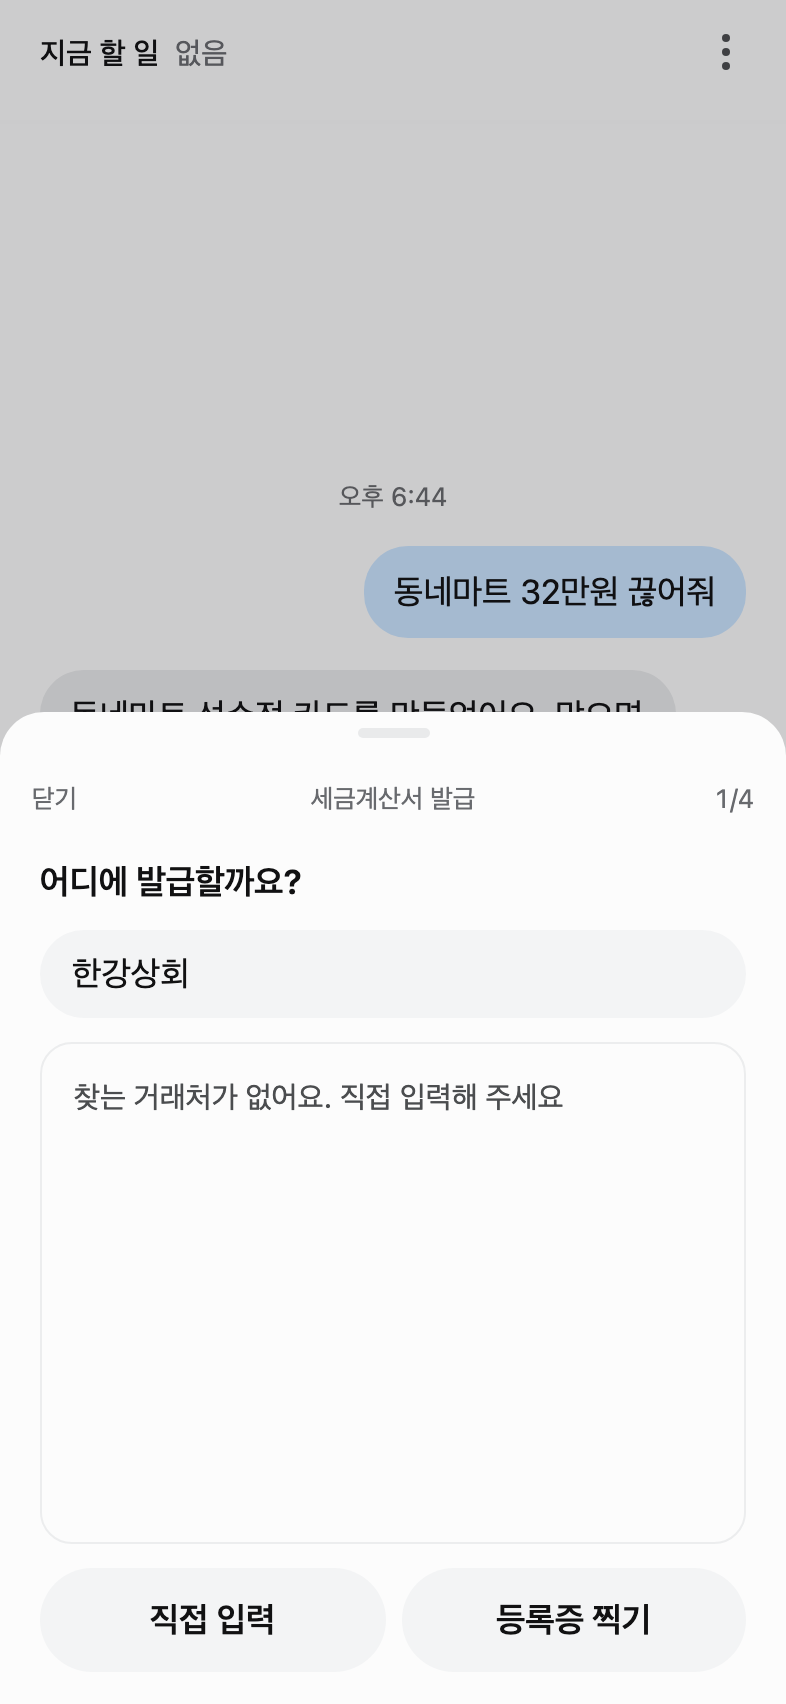 지금 할 일 없음
오후 6:44
동네마트 32만원 끊어줘
닫기
세금계산서 발급
1/4
어디에 발급할까요?
한강상회
찾는 거래처가 없어요. 직접 입력해 주세요
직접 입력
등록증 찍기